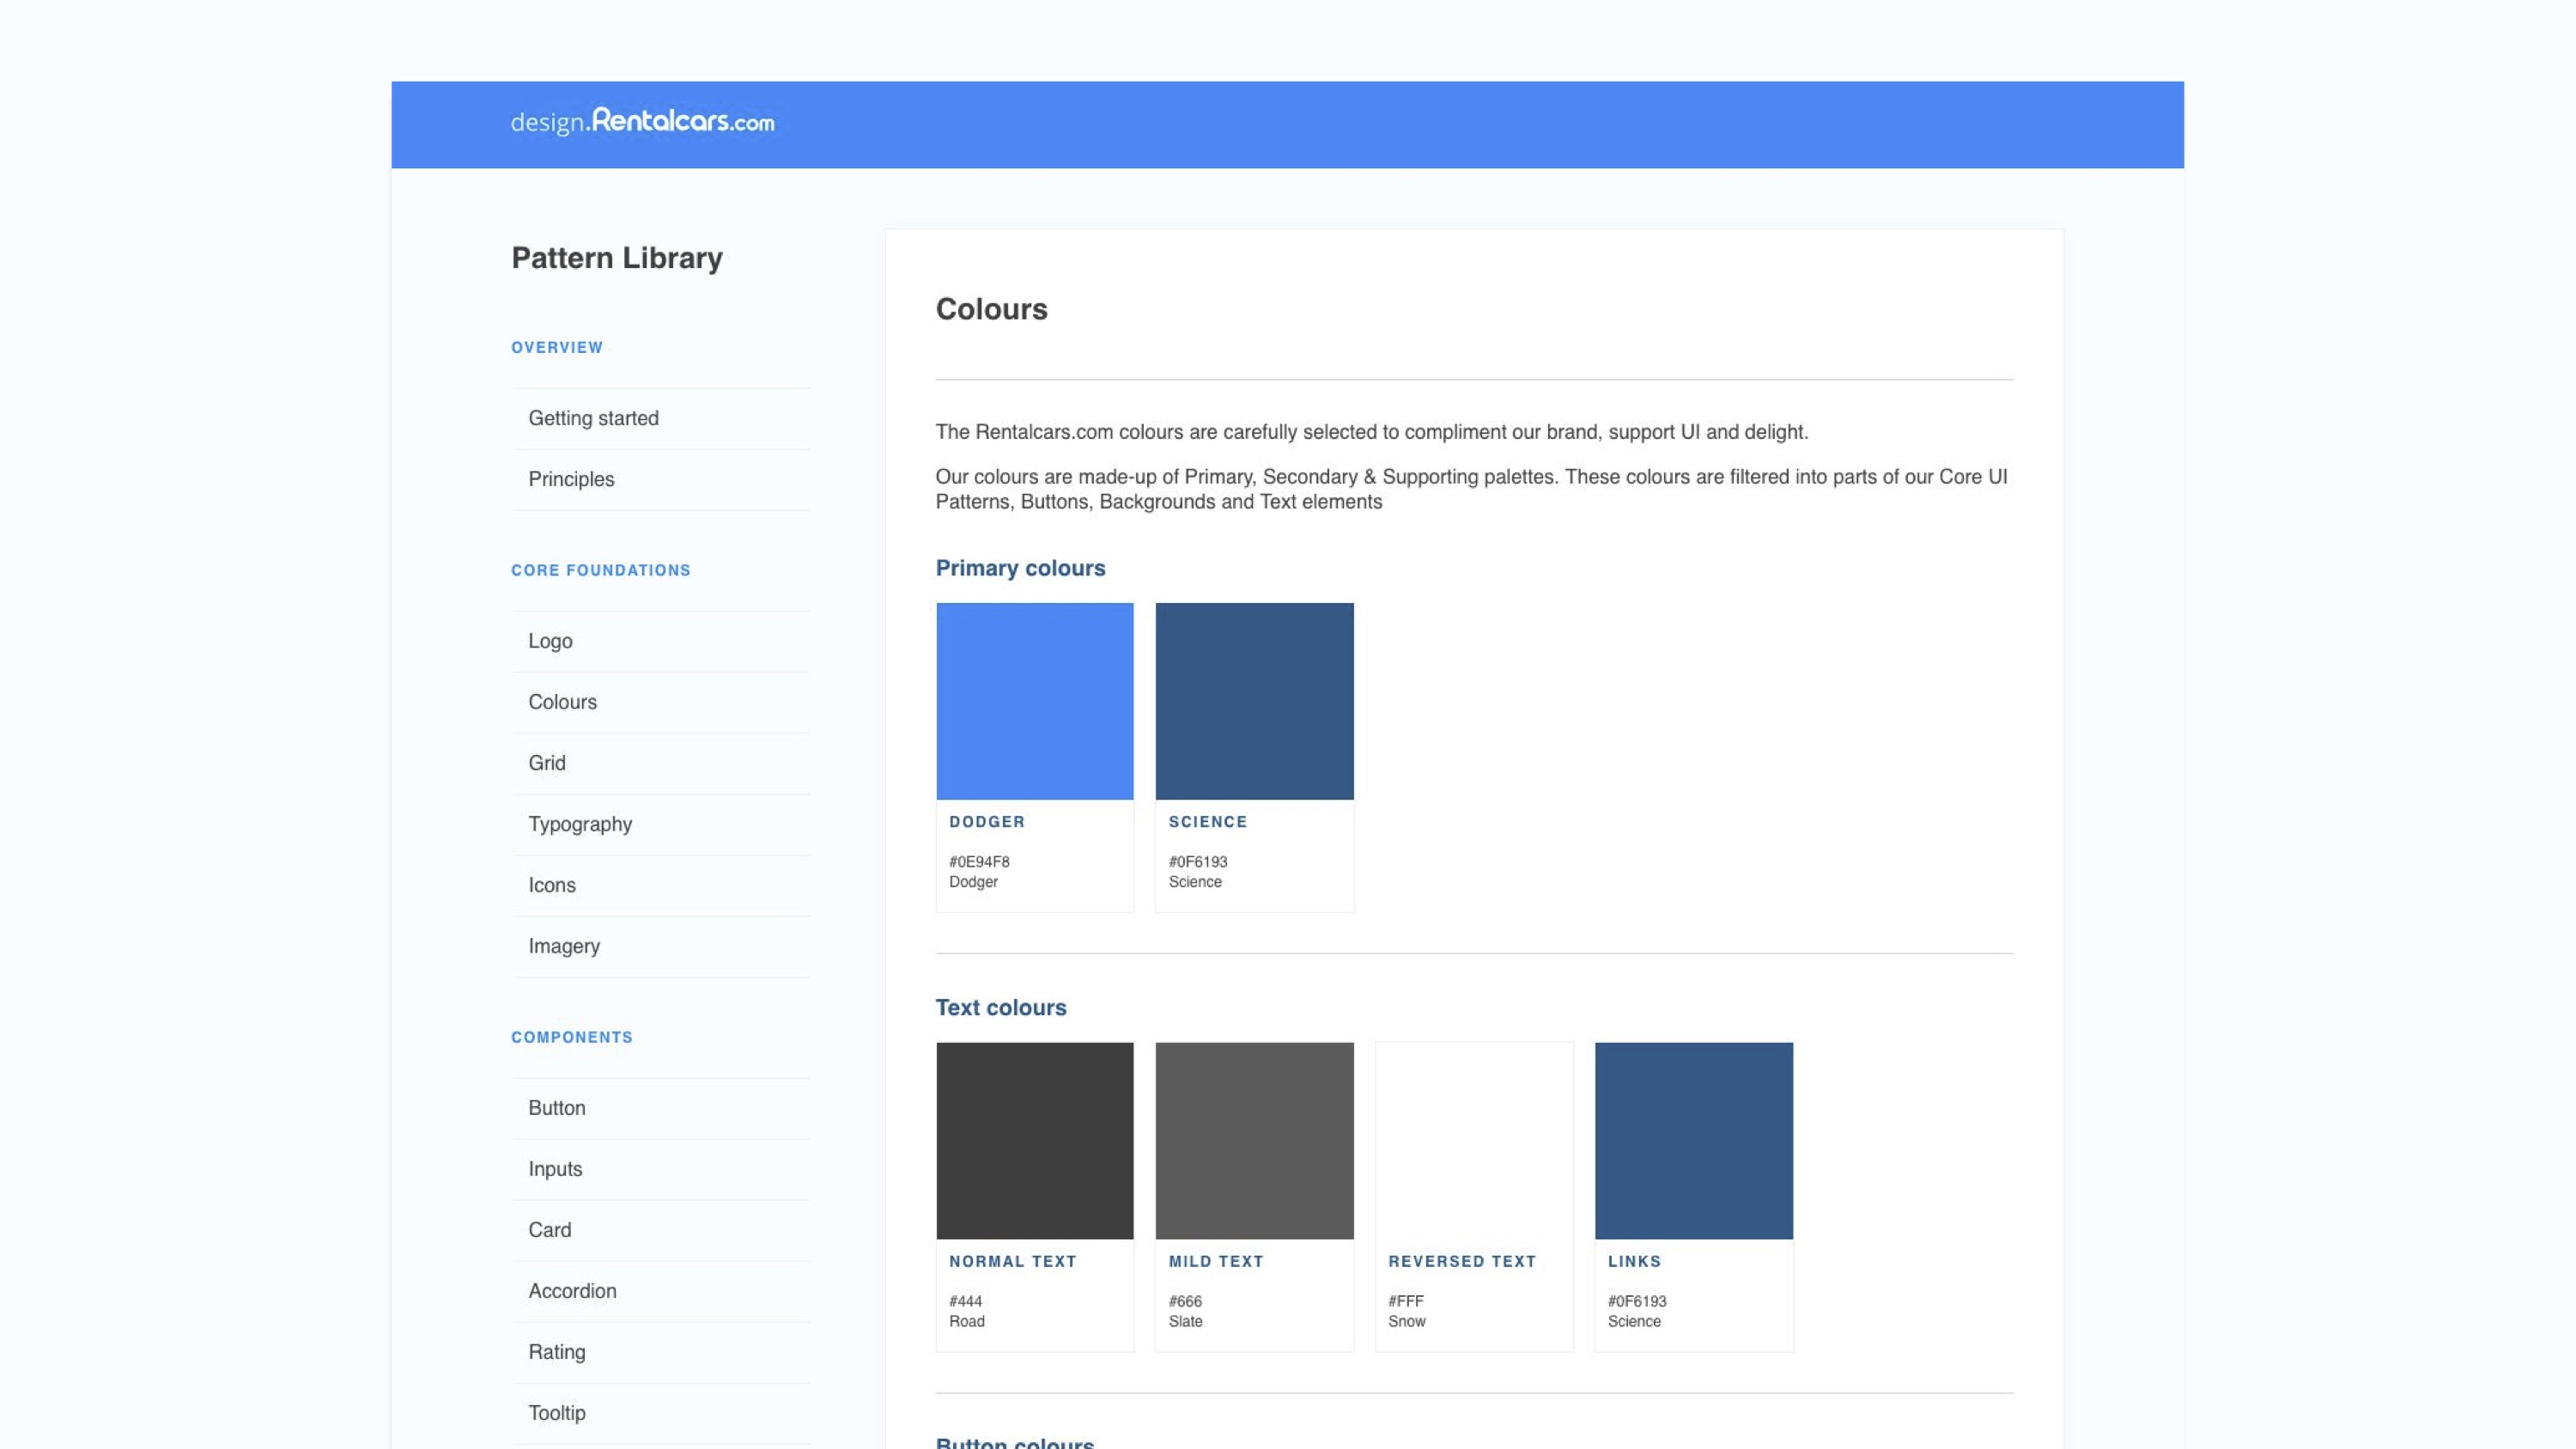 design.Rentalcars.com
Pattern Library
OVERVIEW
Getting started
Principles
CORE FOUNDATIONS
Logo
Colours
Grid
Typography
Icons
Imagery
COMPONENTS
Button
Inputs
Card
Accordion
Rating
Tooltip
Colours
The Rentalcars.com colours are carefully selected to compliment our brand, support UI and delight.
Our colours are made-up of Primary, Secondary & Supporting palettes. These colours are filtered into parts of our Core UI
Patterns, Buttons, Backgrounds and Text elements
Primary colours
DODGER
#0E94F8
Dodger
SCIENCE
#0F6193
Science
Text colours
NORMAL TEXT
#444
Road
MILD TEXT
#666
Slate
REVERSED TEXT
#FFF
Snow
LINKS
#0F6193
Science
Button colours